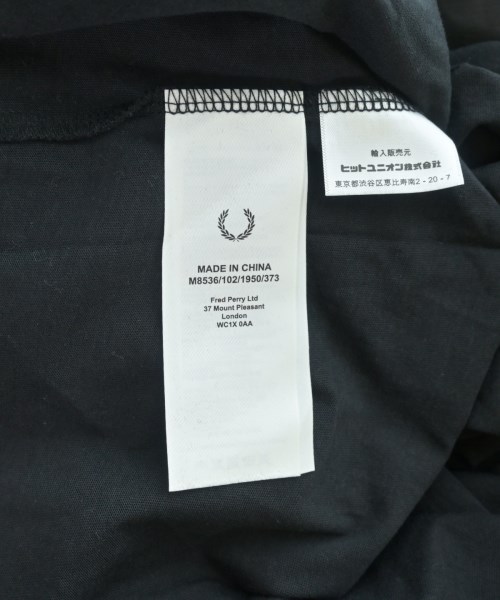 MADE IN CHINA
M8536/102/1950/373
Fred Perry Ltd
37 Mount Pleasant
London
WC1X 0AA
輸入販売元
ヒットユニオン株式会社
東京都渋谷区恵比寿南2-20-7